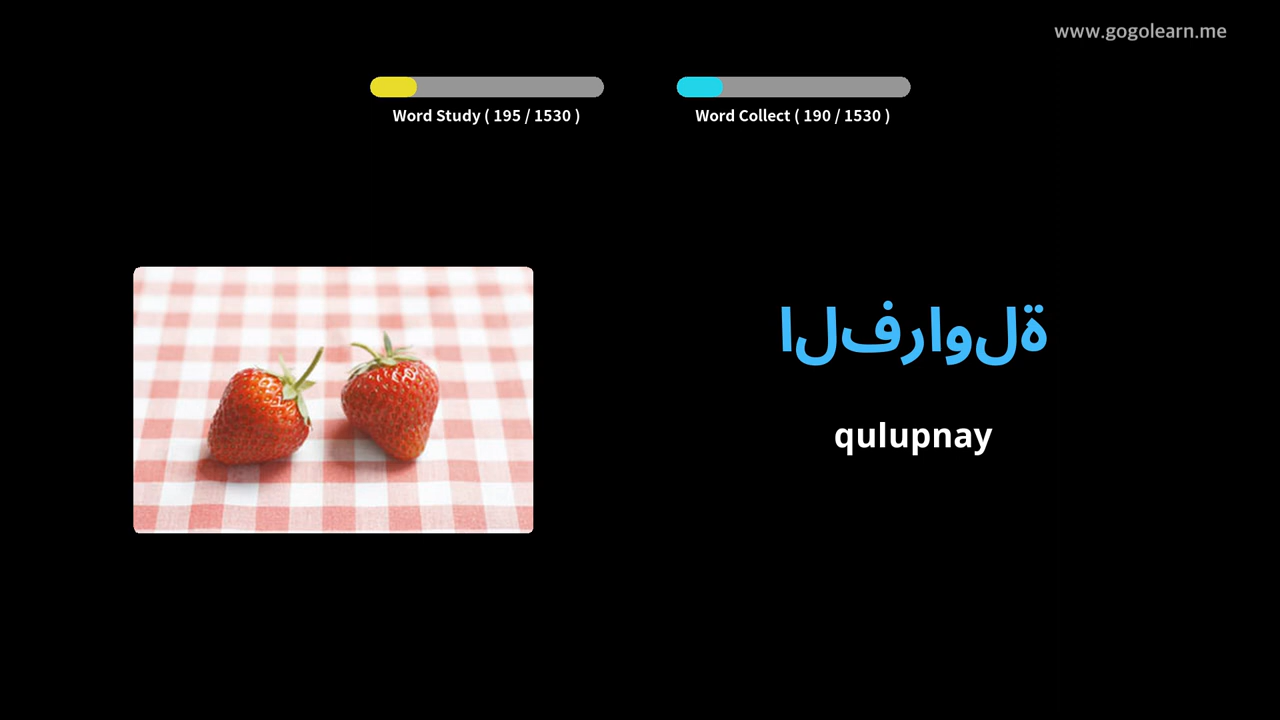 www.gogolearn.me
Word Study ( 195 / 1530 )
Word Collect ( 190 / 1530 )
الفراولة
qulupnay